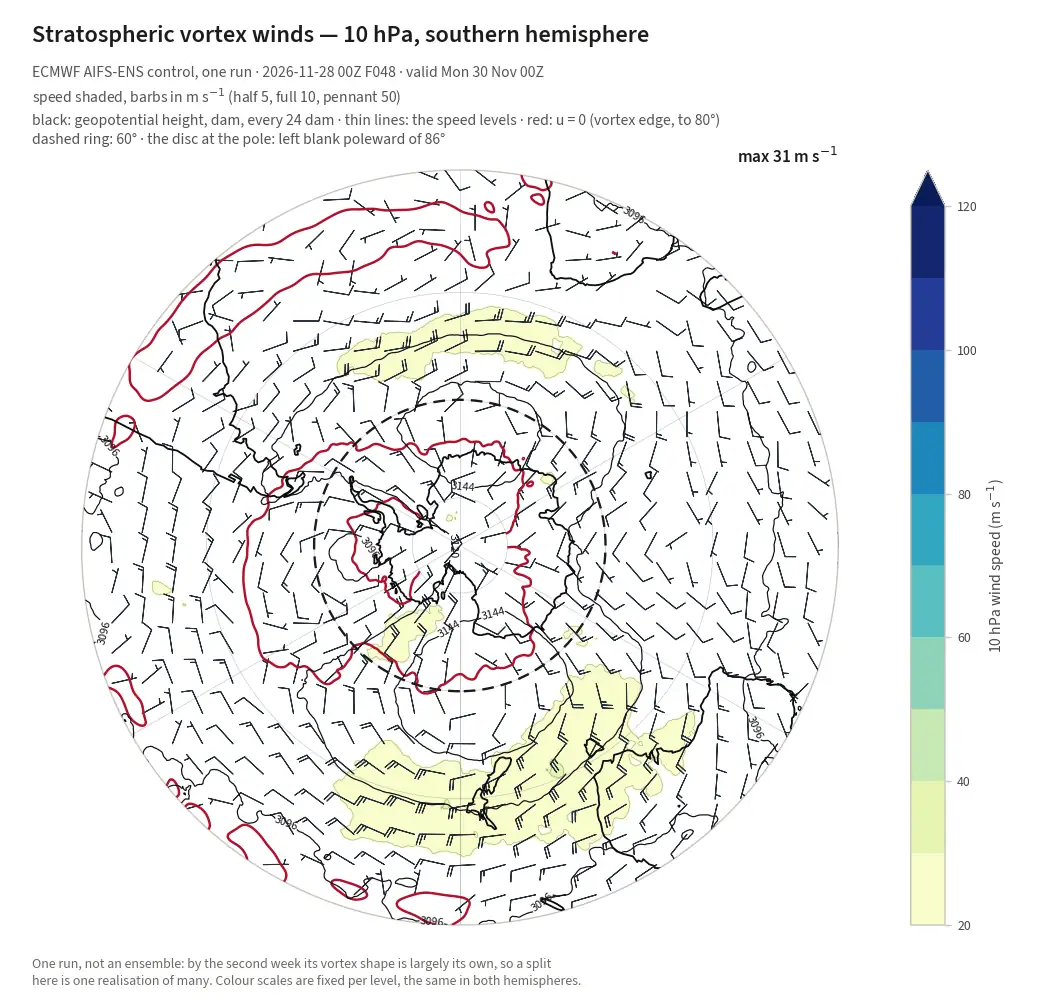 Stratospheric vortex winds — 10 hPa, southern hemisphere
ECMWF AIFS-ENS control, one run · 2026-11-28 00Z F048 · valid Mon 30 Nov 00Z
speed shaded, barbs in m s⁻¹ (half 5, full 10, pennant 50)
black: geopotential height, dam, every 24 dam · thin lines: the speed levels · red: u = 0 (vortex edge, to 80°)
dashed ring: 60° · the disc at the pole: left blank poleward of 86°
max 31 m s⁻¹
3096
120
100
3096
3144
80
3096
3120
10 hPa wind speed (m s⁻¹)
3144
3144
3096
60
3096
40
3096
3096
3096
20
One run, not an ensemble: by the second week its vortex shape is largely its own, so a split
here is one realisation of many. Colour scales are fixed per level, the same in both hemispheres.